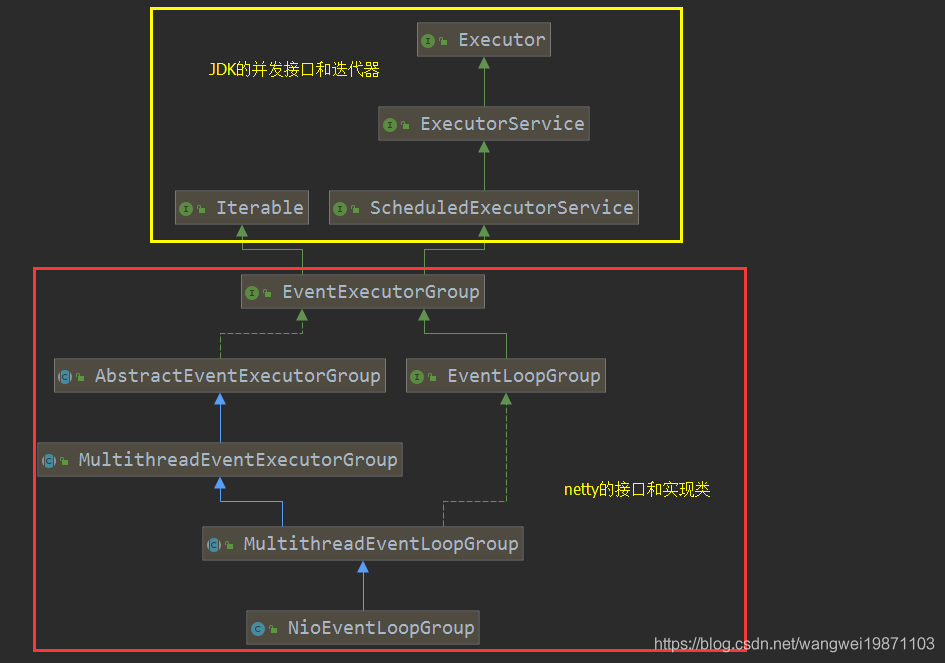 Executor
JDK的并发接口和迭代器
ExecutorService
Iterable
ScheduledExecutorService
EventExecutorGroup
AbstractEventExecutorGroup
EventLoopGroup
MultithreadEventExecutorGroup
netty的接口和实现类
MultithreadEventLoopGroup
NioEventLoopGroup
https://blog.csdn.net/wangwei19871103